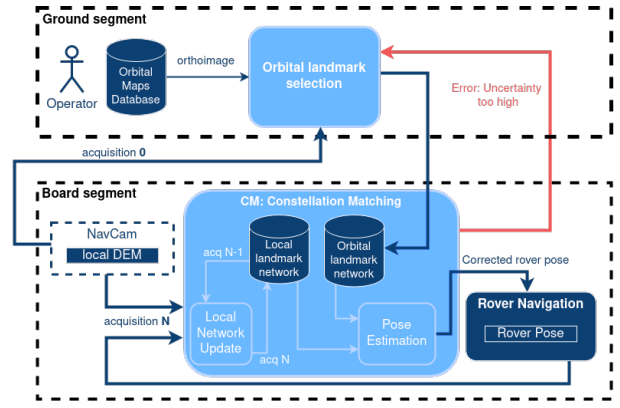 Ground segment
Operator
Orbital
Maps
Database
orthoimage
Orbital landmark
selection
Error: Uncertainty
too high
acquisition 0
Board segment
CM: Constellation Matching
NavCam
local DEM
acq N-1
Local
landmark
network
Orbital
landmark
network
Corrected rover pose
acquisition N
Local
Network
Update
acq N
Pose
Estimation
Rover Navigation
Rover Pose